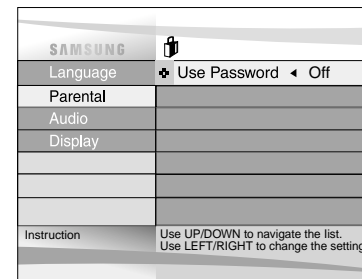 SAMSUNG
Language
Use Password ◄ Off
Parental
Audio
Display
Instruction
Use UP/DOWN to navigate the list.
Use LEFT/RIGHT to change the setting